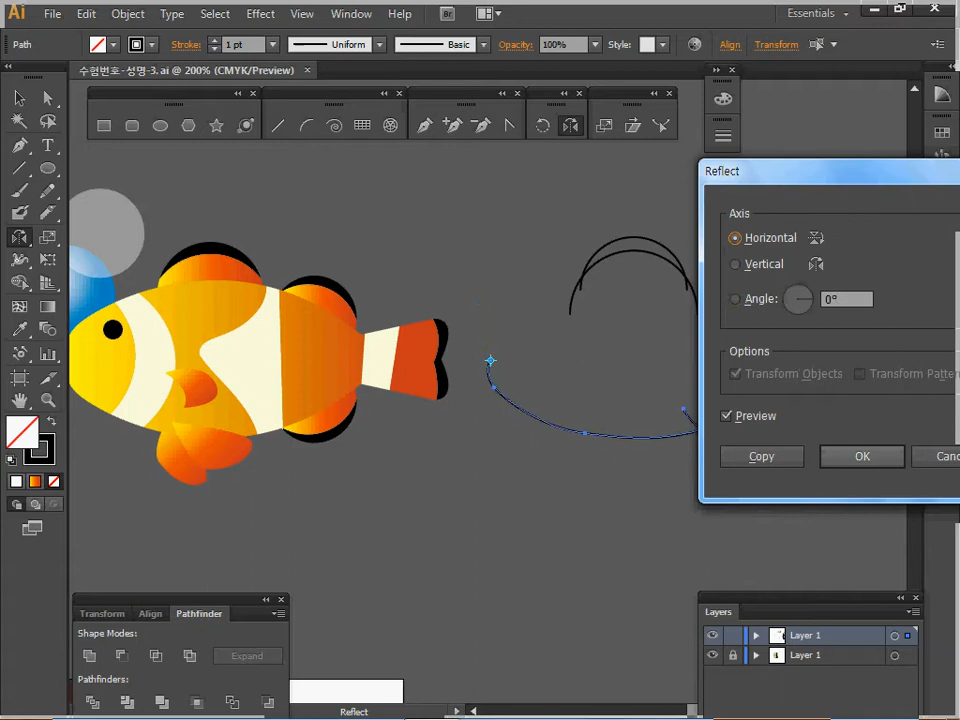 Ai File Edit Object Type Select Effect View Window Help Br Essentials
Path Stroke: 1 pt Uniform Basic Opacity: 100% Style: Align Transform
수험번호-성명-3.ai @ 200% (CMYK/Preview)
Reflect
Axis
Horizontal
Vertical
Angle: 0°
Options
Transform Objects Transform Patter
Preview
Copy OK Canc
Transform Align Pathfinder
Shape Modes:
Expand
Pathfinders:
Layers
Layer 1
Layer 1
Reflect